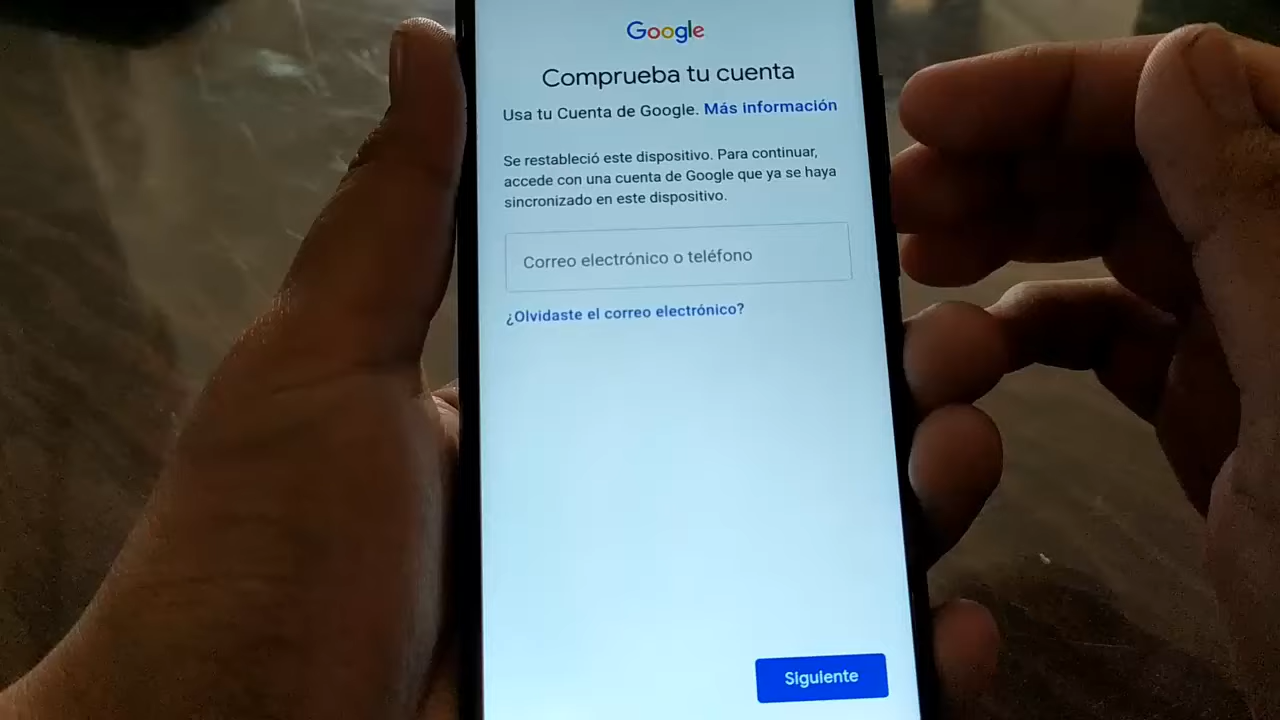 Google
Comprueba tu cuenta
Usa tu Cuenta de Google. Más información
Se restableció este dispositivo. Para continuar,
accede con una cuenta de Google que ya se haya
sincronizado en este dispositivo.
Correo electrónico o teléfono
¿Olvidaste el correo electrónico?
Siguiente